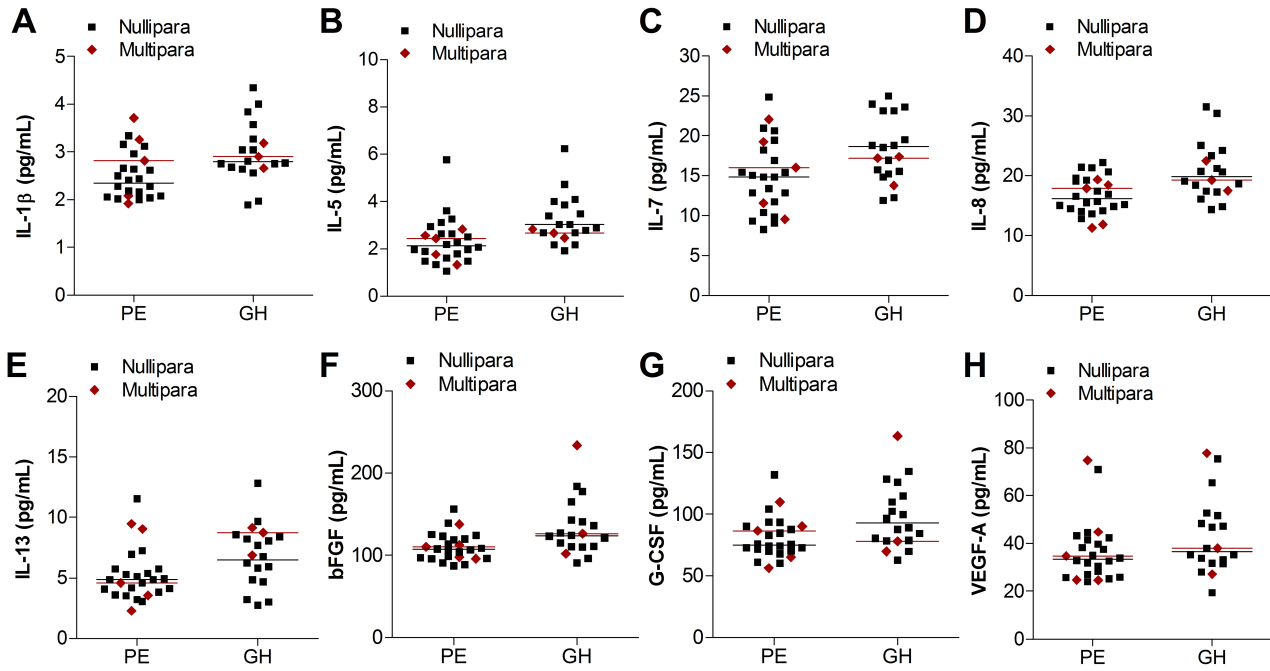 A
Nullipara
Multipara
IL-1β (pg/mL)
5
4
3
2
1
0
PE
GH
B
Nullipara
Multipara
IL-5 (pg/mL)
10
8
6
4
2
0
PE
GH
C
Nullipara
Multipara
IL-7 (pg/mL)
30
25
20
15
10
5
0
PE
GH
D
Nullipara
Multipara
IL-8 (pg/mL)
40
30
20
10
0
PE
GH
E
Nullipara
Multipara
IL-13 (pg/mL)
20
15
10
5
0
PE
GH
F
Nullipara
Multipara
bFGF (pg/mL)
300
200
100
0
PE
GH
G
Nullipara
Multipara
G-CSF (pg/mL)
200
150
100
50
0
PE
GH
H
Nullipara
Multipara
VEGF-A (pg/mL)
100
80
60
40
20
0
PE
GH